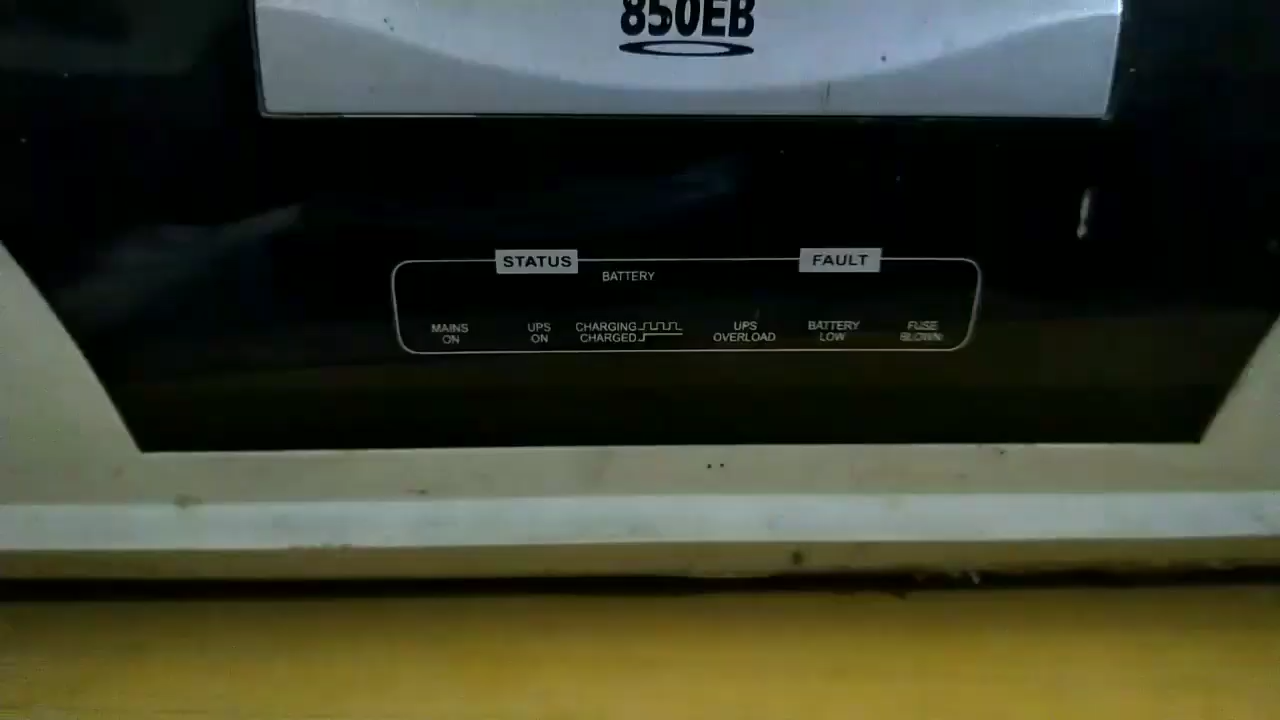 850EB
STATUS
FAULT
BATTERY
MAINS
ON
UPS
ON
CHARGING
CHARGED
UPS
OVERLOAD
BATTERY
LOW
FUSE
BLOWN